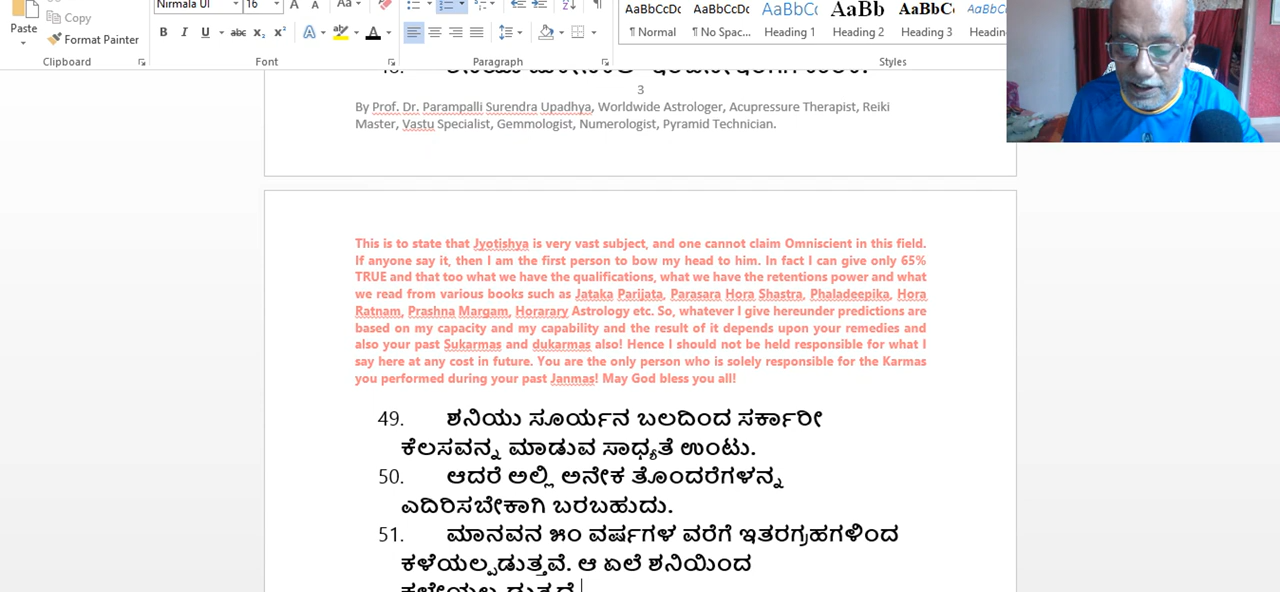 Nirmala UI 16 A A Aa
AaBbCcDc AaBbCcDc AaBbCc AaBb AaBbCc AaBbC
Paste Copy
Format Painter
B I U abc x₂ x² A A
¶ Normal ¶ No Spac... Heading 1 Heading 2 Heading 3 Headin
Clipboard Font Paragraph Styles
3
By Prof. Dr. Parampalli Surendra Upadhya, Worldwide Astrologer, Acupressure Therapist, Reiki
Master, Vastu Specialist, Gemmologist, Numerologist, Pyramid Technician.
This is to state that Jyotishya is very vast subject, and one cannot claim Omniscient in this field.
If anyone say it, then I am the first person to bow my head to him. In fact I can give only 65%
TRUE and that too what we have the qualifications, what we have the retentions power and what
we read from various books such as Jataka Parijata, Parasara Hora Shastra, Phaladeepika, Hora
Ratnam, Prashna Margam, Horarary Astrology etc. So, whatever I give hereunder predictions are
based on my capacity and my capability and the result of it depends upon your remedies and
also your past Sukarmas and dukarmas also! Hence I should not be held responsible for what I
say here at any cost in future. You are the only person who is solely responsible for the Karmas
you performed during your past Janmas! May God bless you all!
49. ಶನಿಯು ಸೂರ್ಯನ ಬಲದಿಂದ ಸರ್ಕಾರೀ
ಕೆಲಸವನ್ನ ಮಾಡುವ ಸಾಧ್ಯತೆ ಉಂಟು.
50. ಆದರೆ ಅಲ್ಲಿ ಅನೇಕ ತೊಂದರೆಗಳನ್ನ
ಎದಿರಿಸಬೇಕಾಗಿ ಬರಬಹುದು.
51. ಮಾನವನ ೫೦ ವರ್ಷಗಳ ವರೆಗೆ ಇತರಗ್ರಹಗಳಿಂದ
ಕಳೆಯಲ್ಪಡುತ್ತವೆ. ಆ ಏಲೆ ಶನಿಯಿಂದ